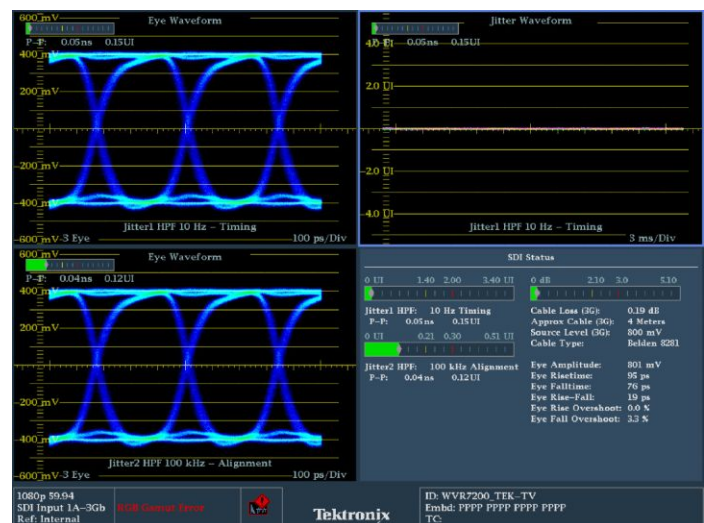 Eye Waveform
600 mV
P-P: 0.05ns 0.15UI
400 mV
200 mV
-200 mV
-400 mV
Jitter1 HPF 10 Hz - Timing
-600 mV-3 Eye
100 ps/Div
Jitter Waveform
4.0 UI
P-P: 0.05ns 0.15UI
2.0 UI
-2.0 UI
-4.0 UI
Jitter1 HPF 10 Hz - Timing
3 ms/Div
Eye Waveform
P-P: 0.04ns 0.12UI
400 mV
200 mV
-200 mV
-400 mV
Jitter2 HPF 100 kHz - Alignment
-600 mV-3 Eye
100 ps/Div
SDI Status
0 UI 1.40 2.00 3.40 UI
Jitter1 HPF: 10 Hz Timing
P-P: 0.05ns 0.15UI
0 UI 0.21 0.30 0.51 UI
Jitter2 HPF: 100 kHz Alignment
P-P: 0.04ns 0.12UI
0 dB 2.10 3.0 5.10
Cable Loss (3G): 0.19 dB
Approx Cable (3G): 4 Meters
Source Level (3G): 800 mV
Cable Type: Belden 8281
Eye Amplitude: 801 mV
Eye Risetime: 95 ps
Eye Falltime: 76 ps
Eye Rise-Fall: 19 ps
Eye Rise Overshoot: 0.0 %
Eye Fall Overshoot: 3.3 %
1080p 59.94
SDI Input 1A-3Gb
Ref: Internal
RGB Gamut Error
Tektronix
ID: WVR7200_TEK-TV
Embd: PPPP PPPP PPPP PPPP
TC: